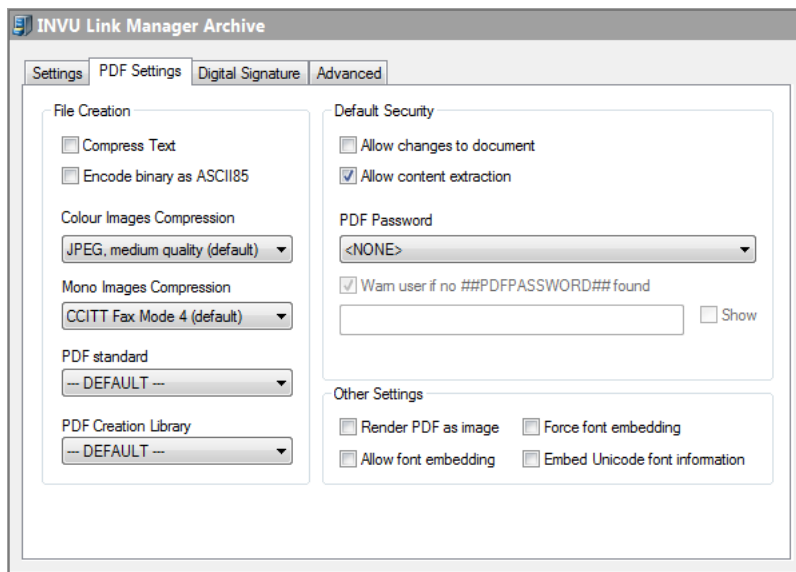 INVU Link Manager Archive
Settings PDF Settings Digital Signature Advanced
File Creation
Compress Text
Encode binary as ASCII85
Colour Images Compression
JPEG, medium quality (default)
Mono Images Compression
CCITT Fax Mode 4 (default)
PDF standard
--- DEFAULT ---
PDF Creation Library
--- DEFAULT ---
Default Security
Allow changes to document
Allow content extraction
PDF Password
<NONE>
Warn user if no ##PDFPASSWORD## found
Show
Other Settings
Render PDF as image Force font embedding
Allow font embedding Embed Unicode font information